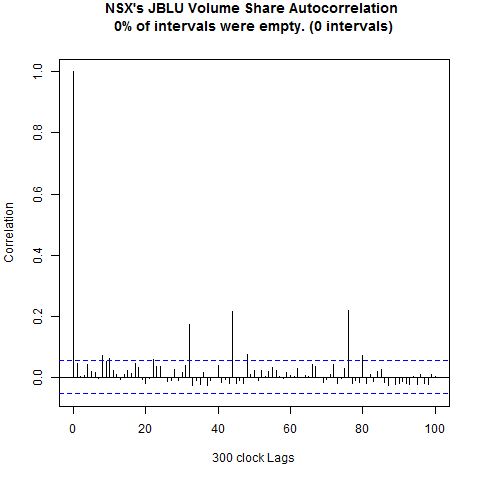 NSX's JBLU Volume Share Autocorrelation
0% of intervals were empty. (0 intervals)
1.0
0.8
0.6
0.4
0.2
0.0
Correlation
0 20 40 60 80 100
300 clock Lags